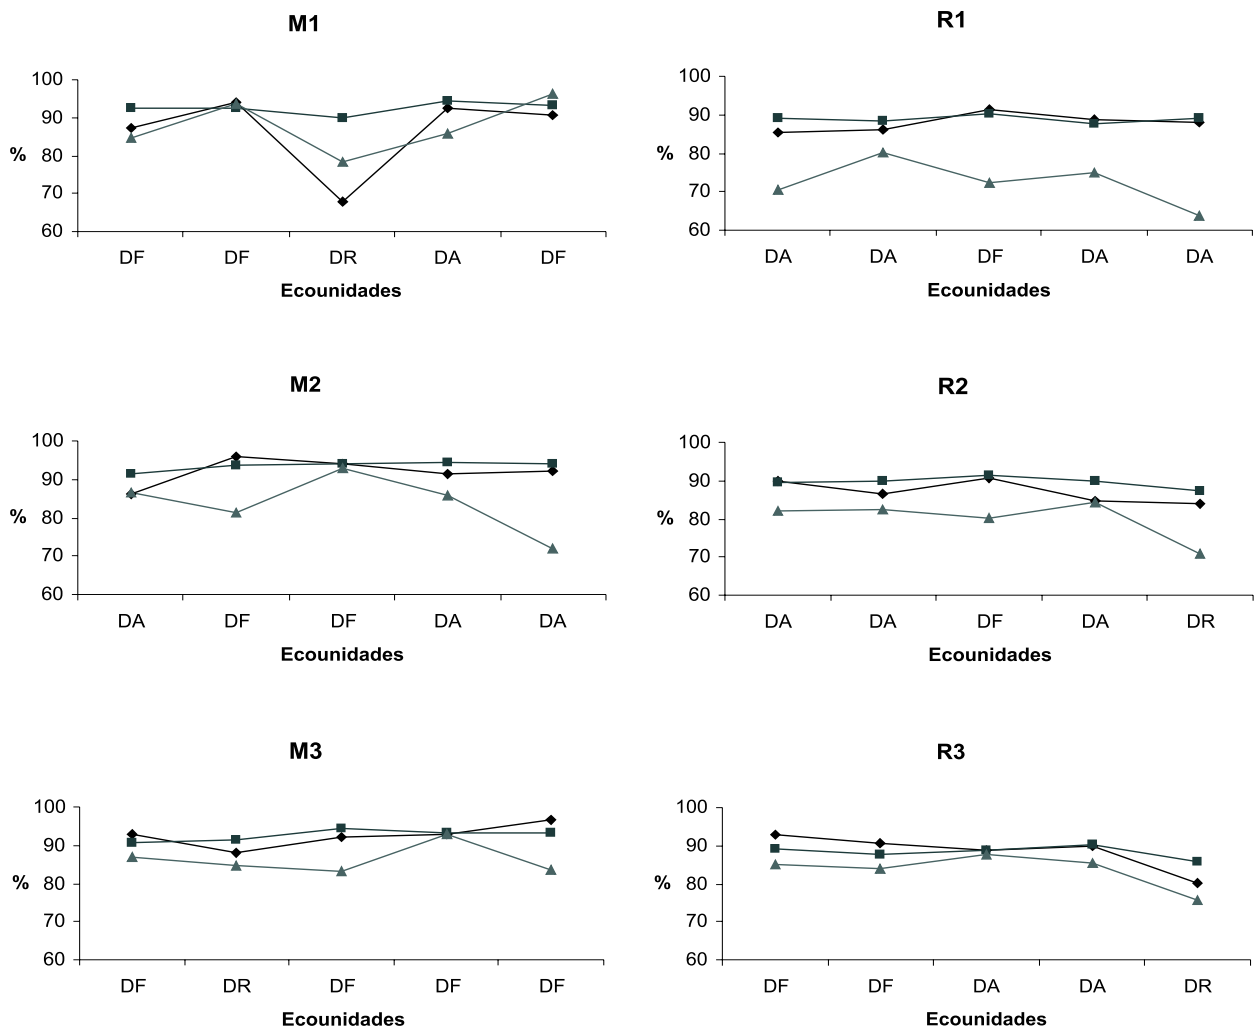 M1
100
90
80
70
60
%
DF DF DR DA DF
Ecounidades
R1
100
90
80
70
60
%
DA DA DF DA DA
Ecounidades
M2
100
90
80
70
60
%
DA DF DF DA DA
Ecounidades
R2
100
90
80
70
60
%
DA DA DF DA DR
Ecounidades
M3
100
90
80
70
60
%
DF DR DF DF DF
Ecounidades
R3
100
90
80
70
60
%
DF DF DA DA DR
Ecounidades